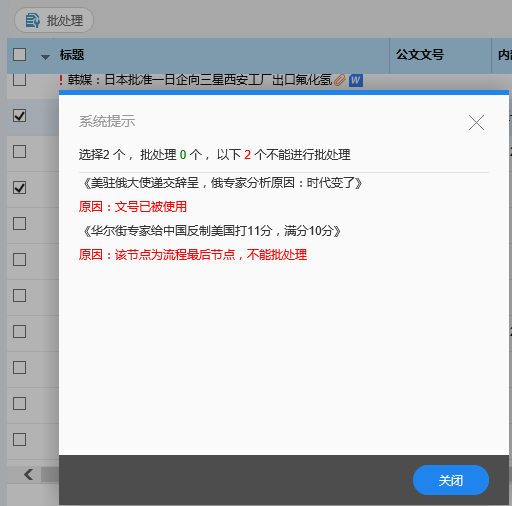 批处理
标题
公文文号
内
韩媒：日本批准一日企向三星西安工厂出口氟化氢
系统提示
选择2 个， 批处理 0 个， 以下 2 个不能进行批处理
《美驻俄大使递交辞呈，俄专家分析原因：时代变了》
原因：文号已被使用
《华尔街专家给中国反制美国打11分，满分10分》
原因：该节点为流程最后节点，不能批处理
关闭